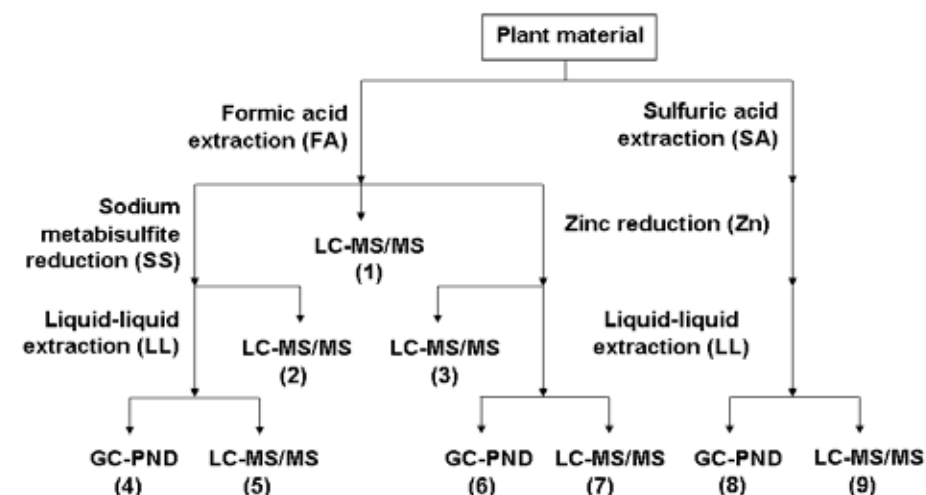 Plant material
Formic acid
extraction (FA)
Sulfuric acid
extraction (SA)
Sodium
metabisulfite
reduction (SS)
LC-MS/MS
(1)
Zinc reduction (Zn)
Liquid-liquid
extraction (LL)
LC-MS/MS
(2)
LC-MS/MS
(3)
Liquid-liquid
extraction (LL)
GC-PND
(4)
LC-MS/MS
(5)
GC-PND
(6)
LC-MS/MS
(7)
GC-PND
(8)
LC-MS/MS
(9)